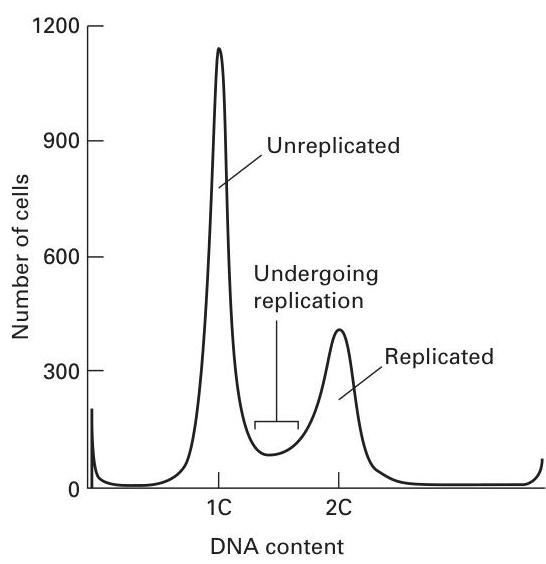 1200
900
600
300
0
Number of cells
Unreplicated
Undergoing
replication
Replicated
1C
2C
DNA content